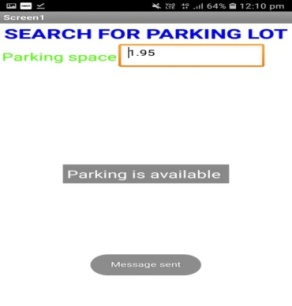 64% 12:10 pm
Screen1
SEARCH FOR PARKING LOT
Parking space 1.95
Parking is available
Message sent